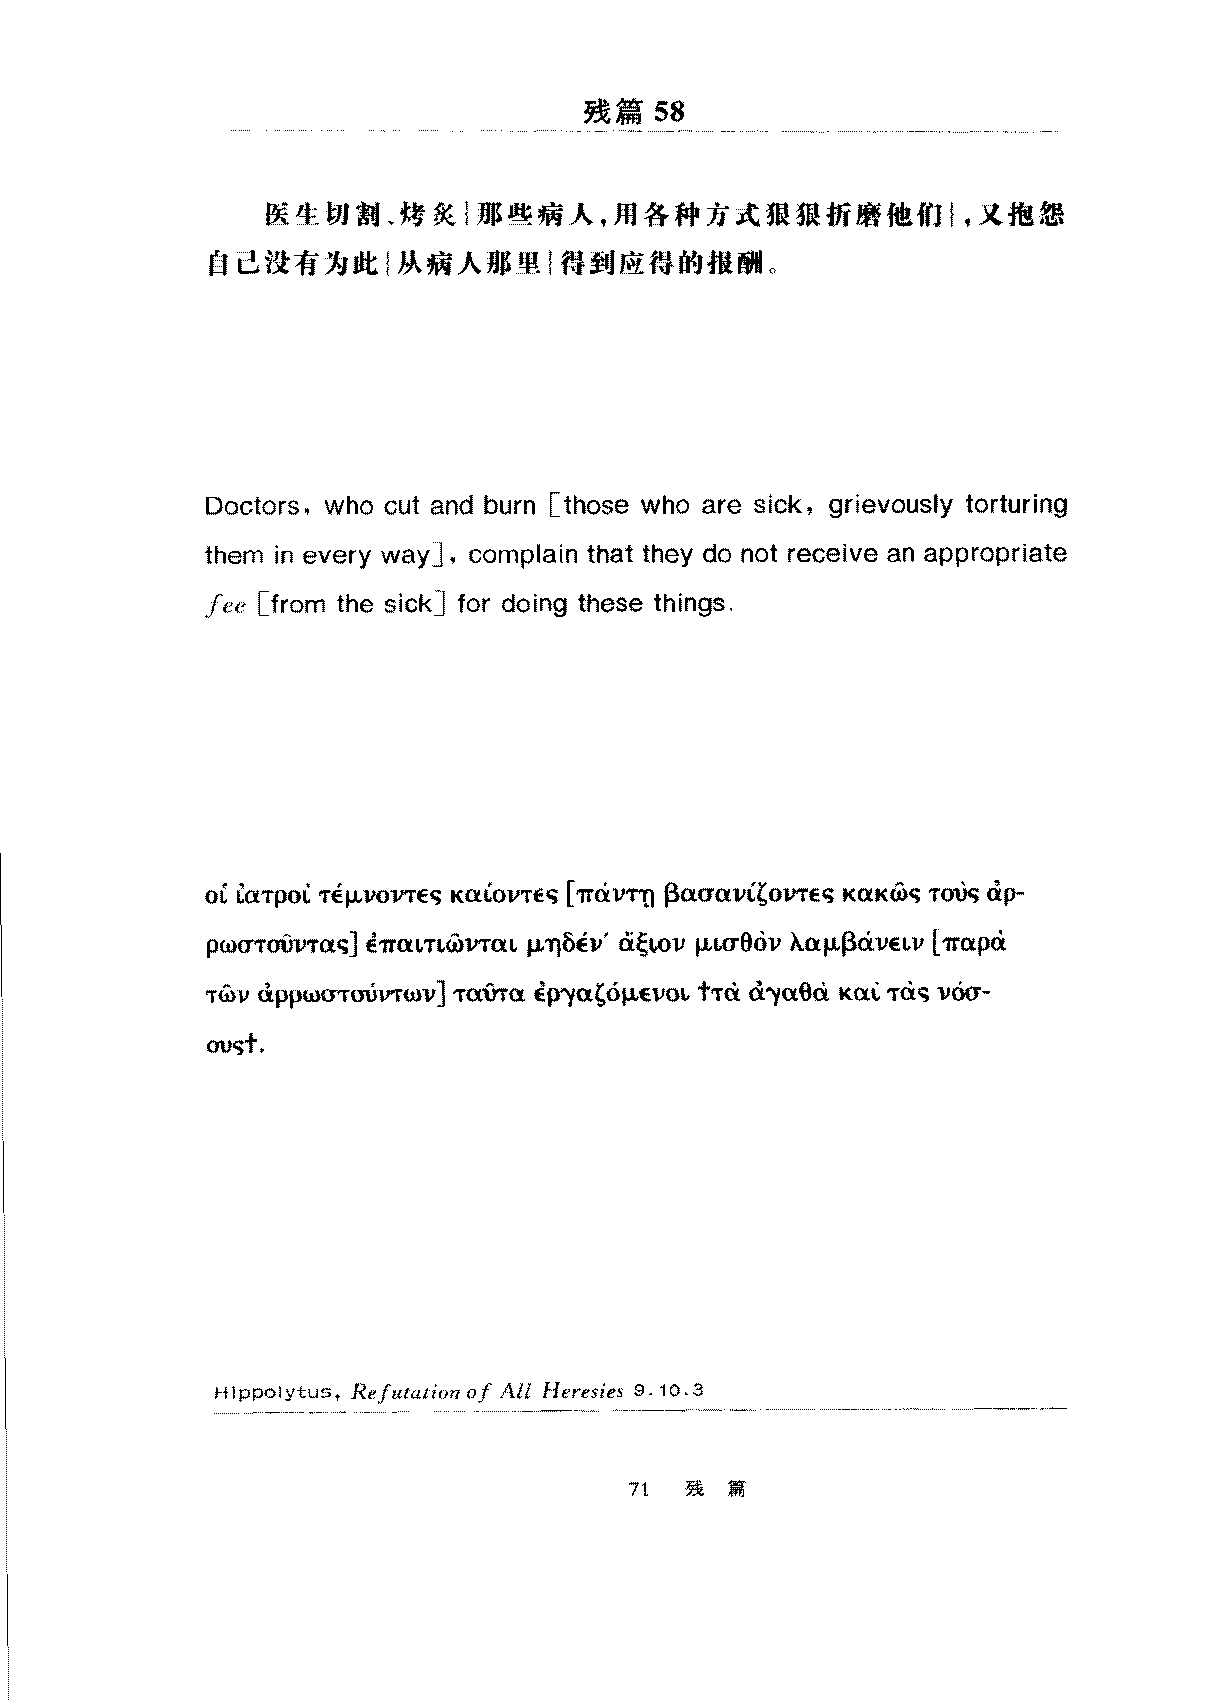 残篇 58
医生切割、烤炙[那些病人,用各种方式狠狠折磨他们],又抱怨
自己没有为此[从病人那里]得到应得的报酬。
Doctors, who cut and burn [those who are sick, grievously torturing
them in every way], complain that they do not receive an appropriate
fee [from the sick] for doing these things.
οἱ ἰατροὶ τέμνοντες καίοντες [πάντῃ βασανίζοντες κακῶς τοὺς ἀρ-
ρωστοῦντας] ἐπαιτιῶνται μηδέν’ ἄξιον μισθὸν λαμβάνειν [παρὰ
τῶν ἀρρωστούντων] ταῦτα ἐργαζόμενοι †τὰ ἀγαθὰ καὶ τὰς νόσ-
ους†.
Hippolytus, Refutation of All Heresies 9.10.3
71 残 篇